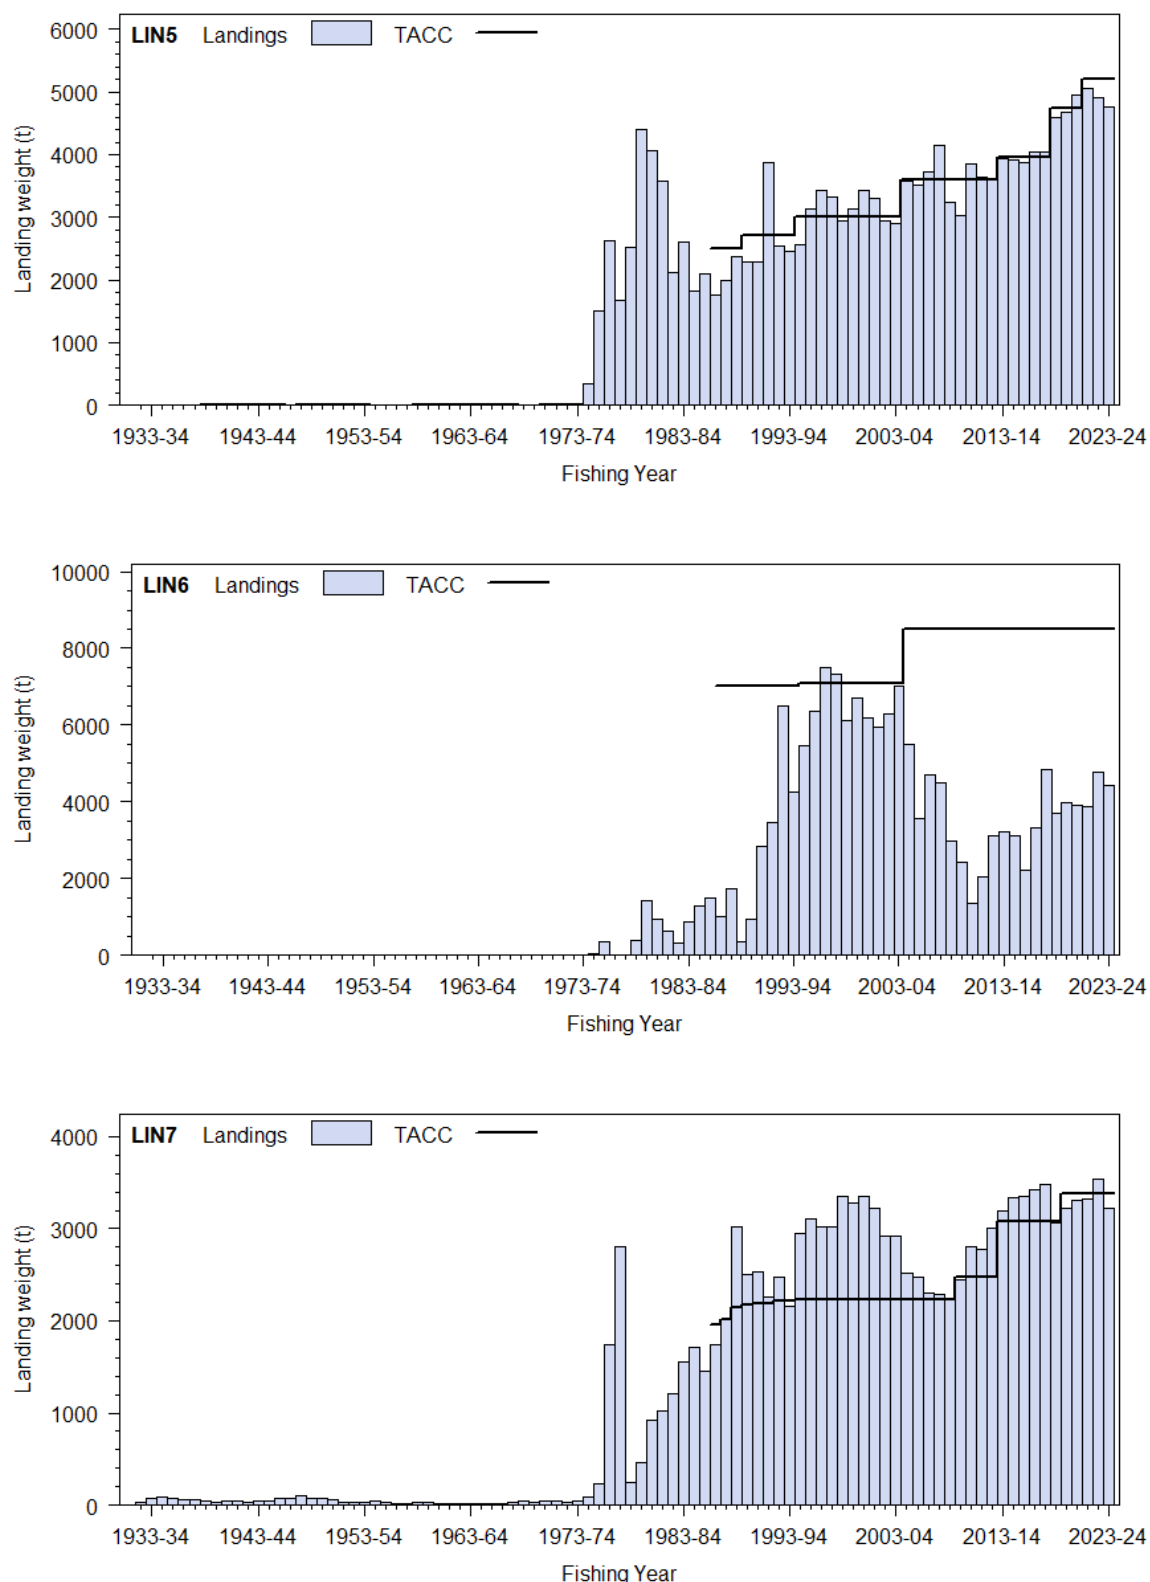 LIN5 Landings TACC
6000
5000
4000
3000
2000
1000
0
Landing weight (t)
1933-34 1943-44 1953-54 1963-64 1973-74 1983-84 1993-94 2003-04 2013-14 2023-24
Fishing Year
LIN6 Landings TACC
10000
8000
6000
4000
2000
0
Landing weight (t)
1933-34 1943-44 1953-54 1963-64 1973-74 1983-84 1993-94 2003-04 2013-14 2023-24
Fishing Year
LIN7 Landings TACC
4000
3000
2000
1000
0
Landing weight (t)
1933-34 1943-44 1953-54 1963-64 1973-74 1983-84 1993-94 2003-04 2013-14 2023-24
Fishing Year